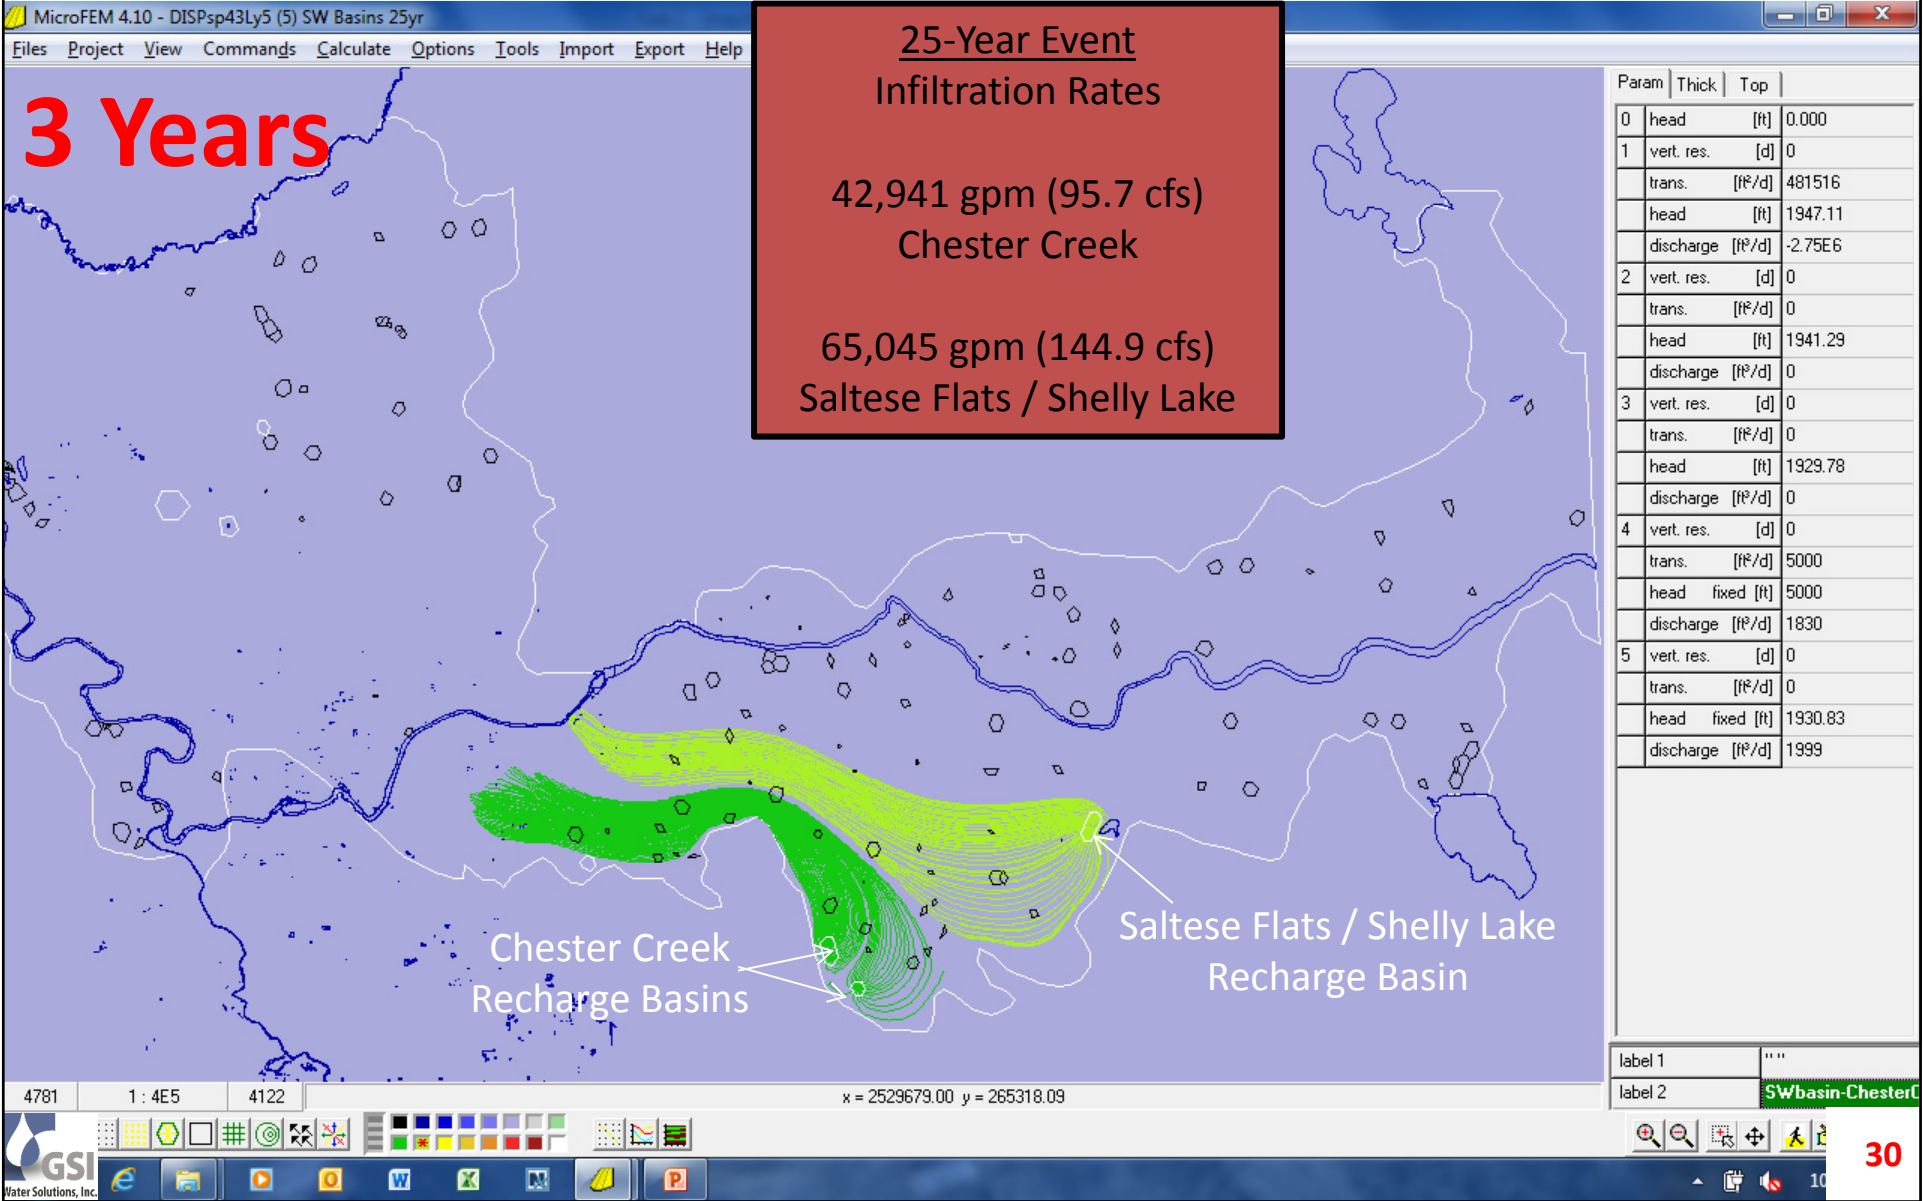 MicroFEM 4.10 - DISPsp43Ly5 (5) SW Basins 25yr
Files Project View Commands Calculate Options Tools Import Export Help
3 Years
25-Year Event
Infiltration Rates
42,941 gpm (95.7 cfs)
Chester Creek
65,045 gpm (144.9 cfs)
Saltese Flats / Shelly Lake
Chester Creek
Recharge Basins
Saltese Flats / Shelly Lake
Recharge Basin
Param Thick Top
0 head [ft] 0.000
1 vert. res. [d] 0
trans. [ft²/d] 481516
head [ft] 1947.11
discharge [ft³/d] -2.75E6
2 vert. res. [d] 0
trans. [ft²/d] 0
head [ft] 1941.29
discharge [ft³/d] 0
3 vert. res. [d] 0
trans. [ft²/d] 0
head [ft] 1929.78
discharge [ft³/d] 0
4 vert. res. [d] 0
trans. [ft²/d] 5000
head fixed [ft] 5000
discharge [ft³/d] 1830
5 vert. res. [d] 0
trans. [ft²/d] 0
head fixed [ft] 1930.83
discharge [ft³/d] 1999
label 1 ""
label 2 SWbasin-ChesterC
4781 1 : 4E5 4122 x = 2529679.00 y = 265318.09
GSI
Water Solutions, Inc.
10
30